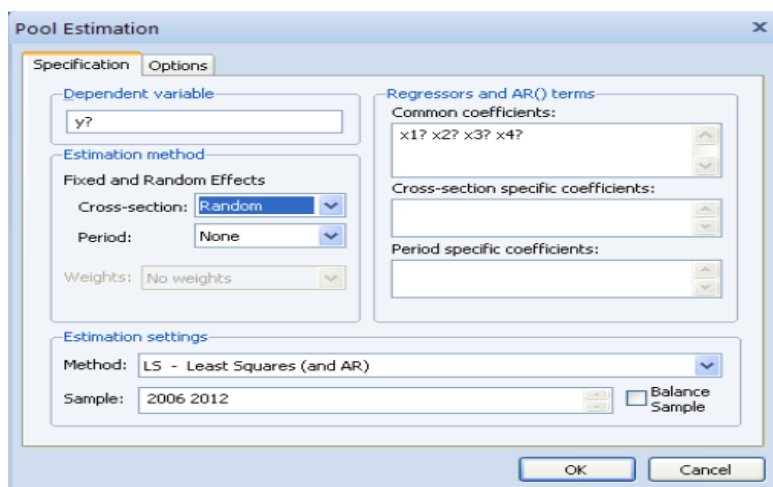 Pool Estimation
Specification Options
Dependent variable
y?
Estimation method
Fixed and Random Effects
Cross-section: Random
Period: None
Weights: No weights
Regressors and AR() terms
Common coefficients:
x1? x2? x3? x4?
Cross-section specific coefficients:
Period specific coefficients:
Estimation settings
Method: LS - Least Squares (and AR)
Sample: 2006 2012
Balance
Sample
OK Cancel